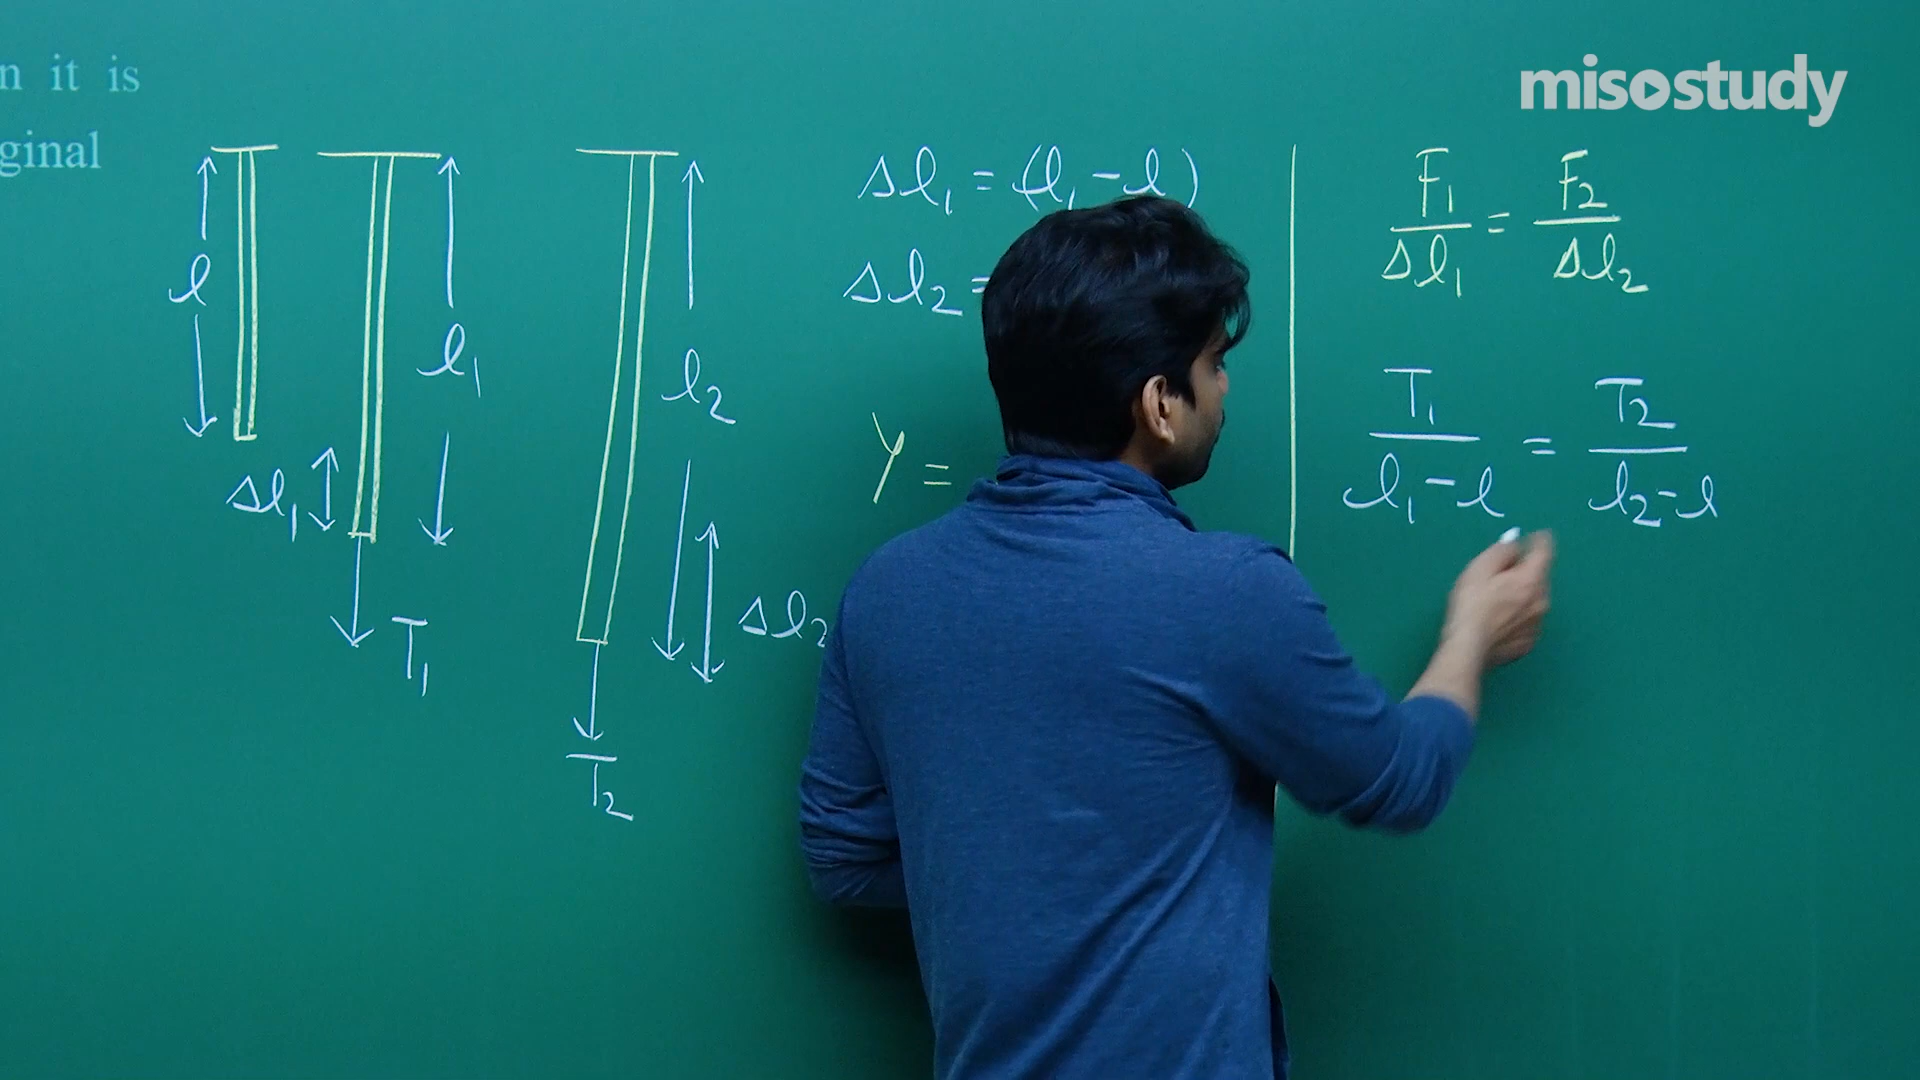 misostudy
n it is
ginal
l
Δl₁
T₁
l₁
T₂
l₂
Δl₂
Δl₁ = (l₁ - l)
Δl₂ =
Y =
F₁/Δl₁ = F₂/Δl₂
T₁/(l₁ - l) = T₂/(l₂ - l)